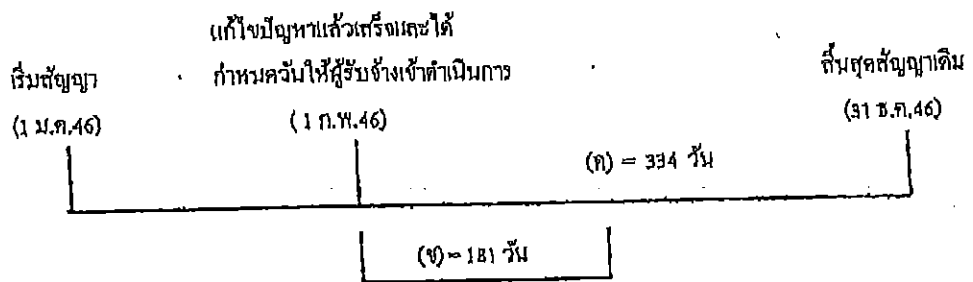 แก้ไขปัญหาแล้วเสร็จและได้
เริ่มสัญญา กำหนดวันให้ผู้รับจ้างเข้าดำเนินการ สิ้นสุดสัญญาเดิม
(1 ม.ค.46) (1 ก.พ.46) (31 ธ.ค.46)
(ค) = 334 วัน
(ข) = 181 วัน